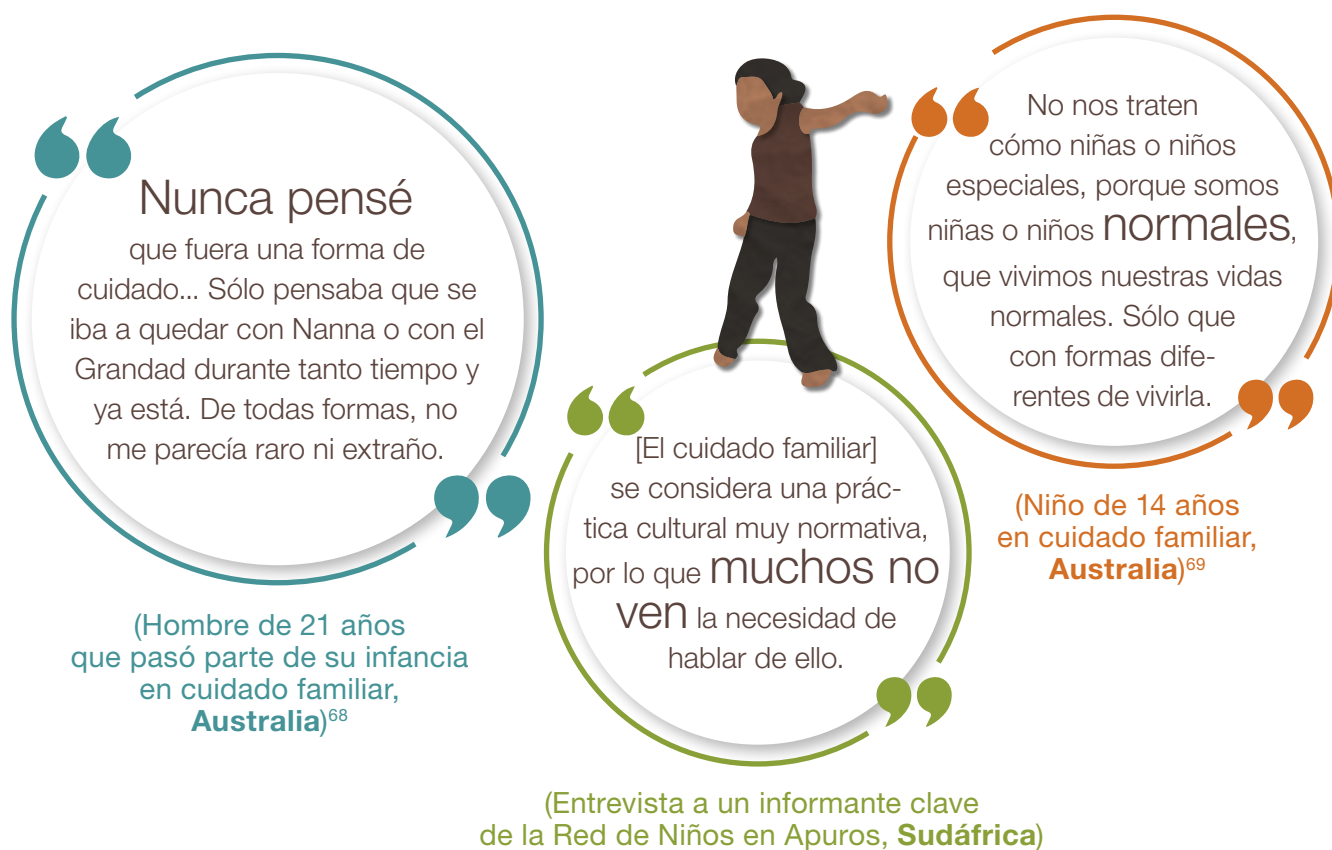 Nunca pensé
que fuera una forma de
cuidado... Sólo pensaba que se
iba a quedar con Nanna o con el
Grandad durante tanto tiempo y
ya está. De todas formas, no
me parecía raro ni extraño.
(Hombre de 21 años
que pasó parte de su infancia
en cuidado familiar,
Australia)68
[El cuidado familiar]
se considera una prác-
tica cultural muy normativa,
por lo que muchos no
ven la necesidad de
hablar de ello.
(Entrevista a un informante clave
de la Red de Niños en Apuros, Sudáfrica)
No nos traten
cómo niñas o niños
especiales, porque somos
niñas o niños normales,
que vivimos nuestras vidas
normales. Sólo que
con formas dife-
rentes de vivirla.
(Niño de 14 años
en cuidado familiar,
Australia)69